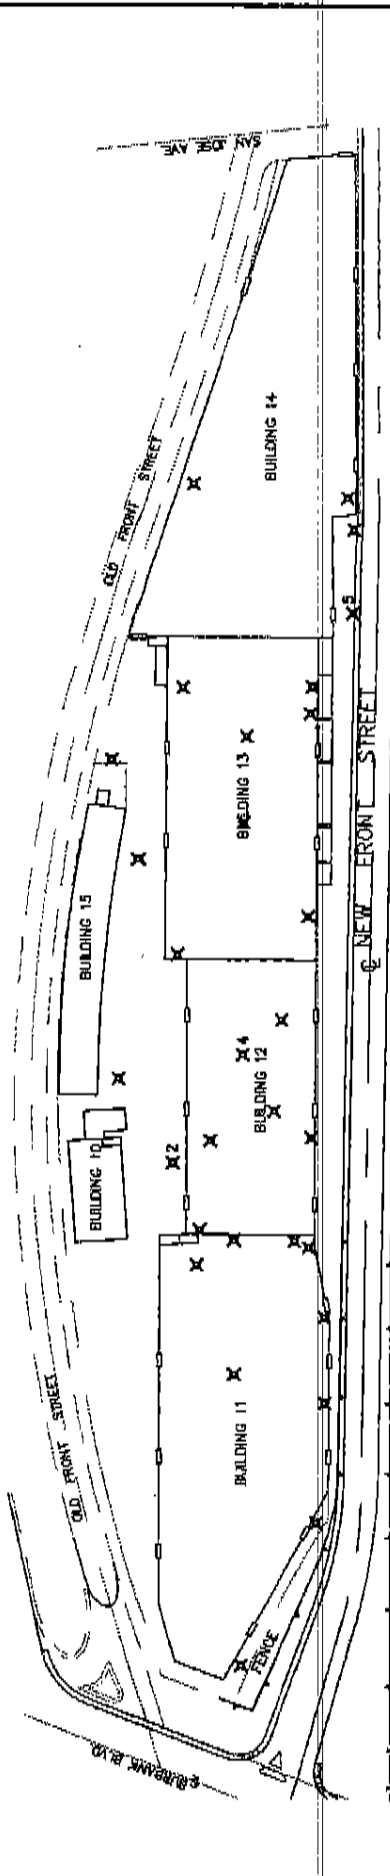 SAN JOSE AVE
BUILDING 14
OLD FRONT STREET
5
BUILDING 13
NEW FRONT STREET
BUILDING 15
4
BUILDING 12
2
BUILDING 10
BUILDING 11
OLD FRONT STREET
FENCE
BURBANK BLVD